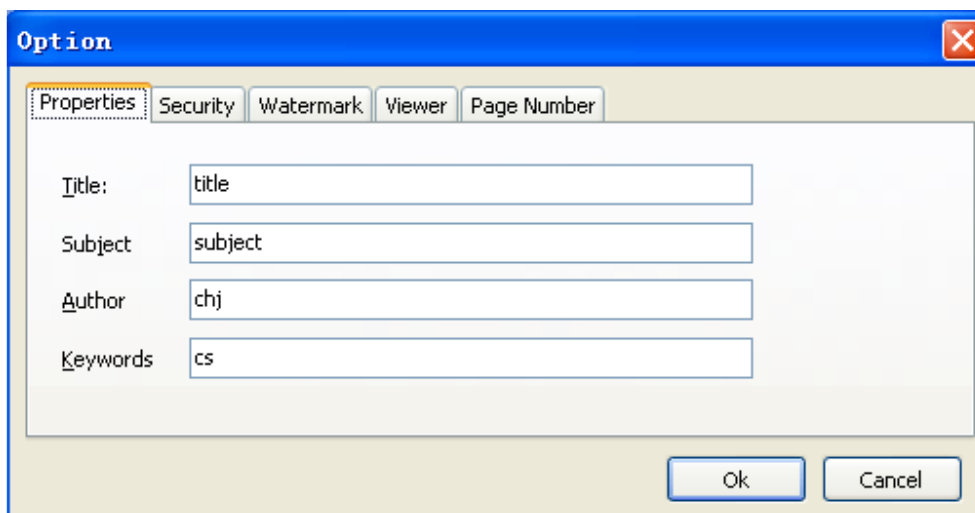 Option
Properties Security Watermark Viewer Page Number
Title: title
Subject subject
Author chj
Keywords cs
Ok Cancel